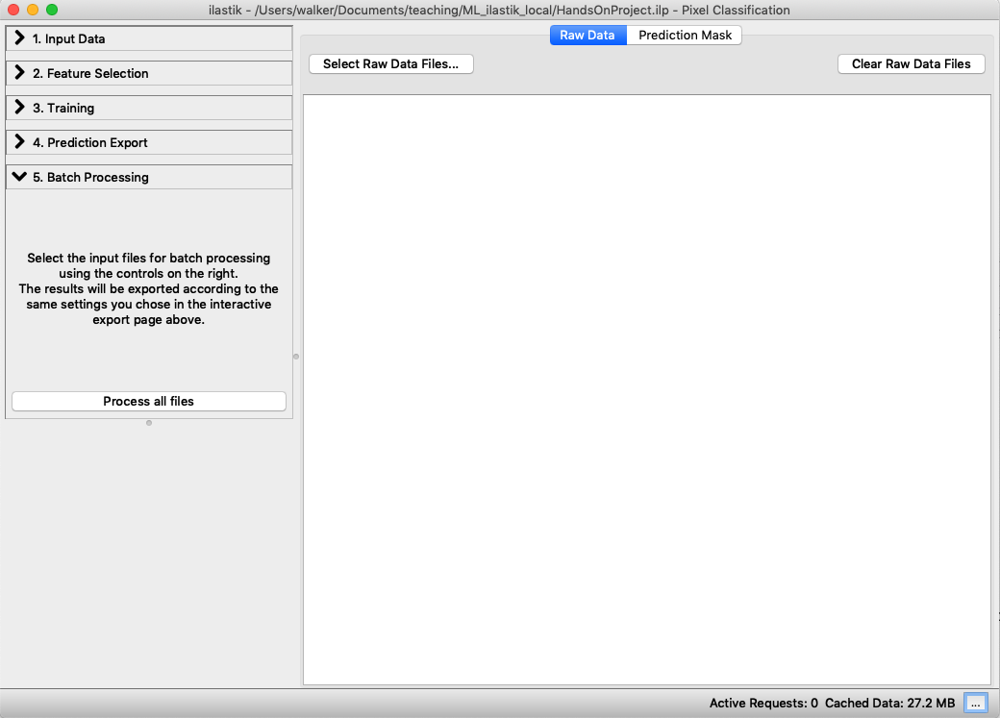 ilastik - /Users/walker/Documents/teaching/ML_ilastik_local/HandsOnProject.ilp - Pixel Classification
1. Input Data
2. Feature Selection
3. Training
4. Prediction Export
5. Batch Processing
Select the input files for batch processing
using the controls on the right.
The results will be exported according to the
same settings you chose in the interactive
export page above.
Process all files
Raw Data
Prediction Mask
Select Raw Data Files...
Clear Raw Data Files
Active Requests: 0 Cached Data: 27.2 MB
...